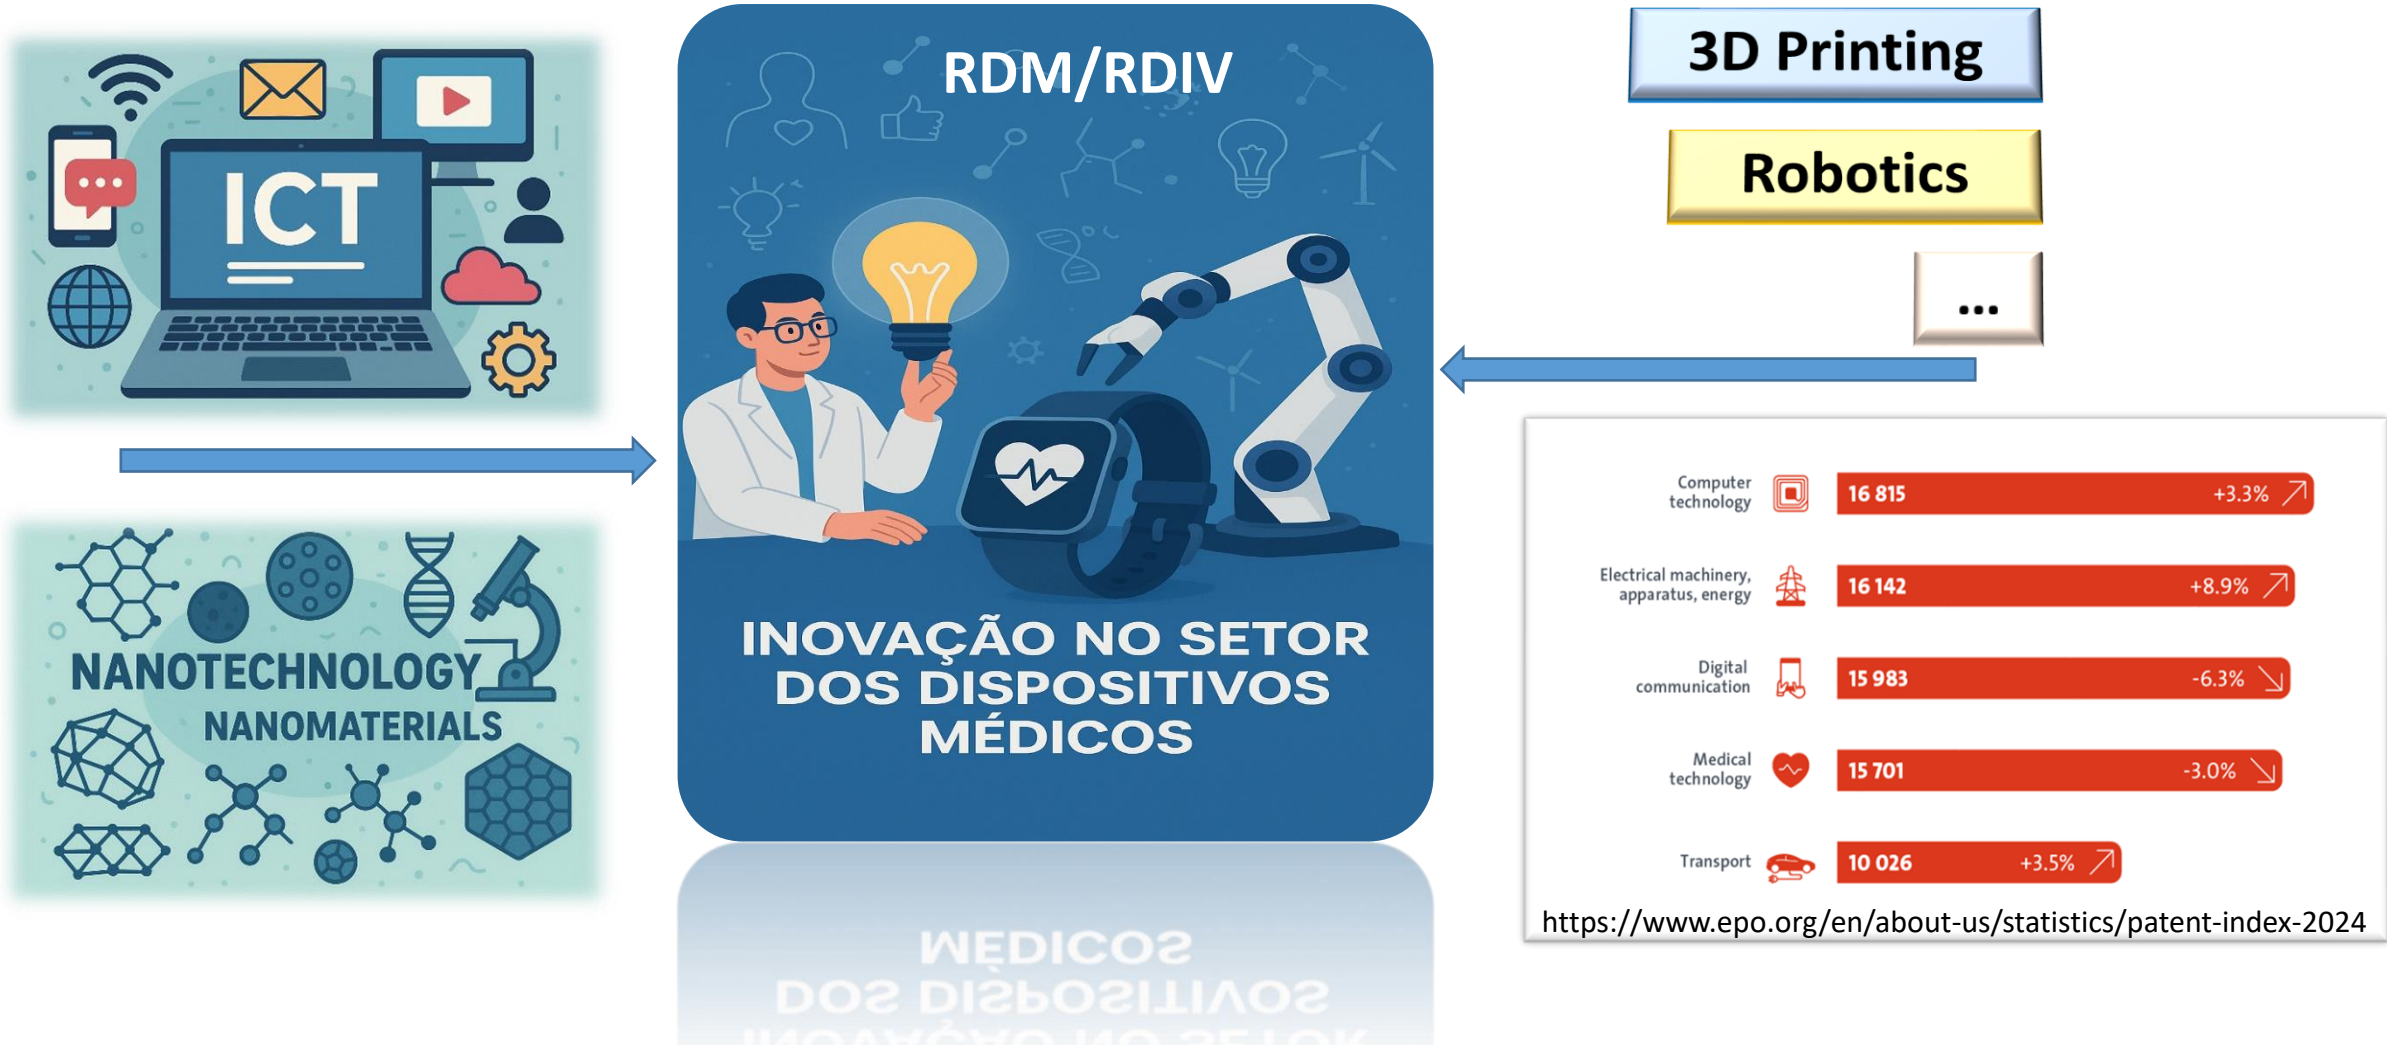 ICT
NANOTECHNOLOGY
NANOMATERIALS
RDM/RDIV
INOVAÇÃO NO SETOR
DOS DISPOSITIVOS
MÉDICOS
3D Printing
Robotics
...
Computer
technology
16 815
+3.3%
Electrical machinery,
apparatus, energy
16 142
+8.9%
Digital
communication
15 983
-6.3%
Medical
technology
15 701
-3.0%
Transport
10 026
+3.5%
https://www.epo.org/en/about-us/statistics/patent-index-2024